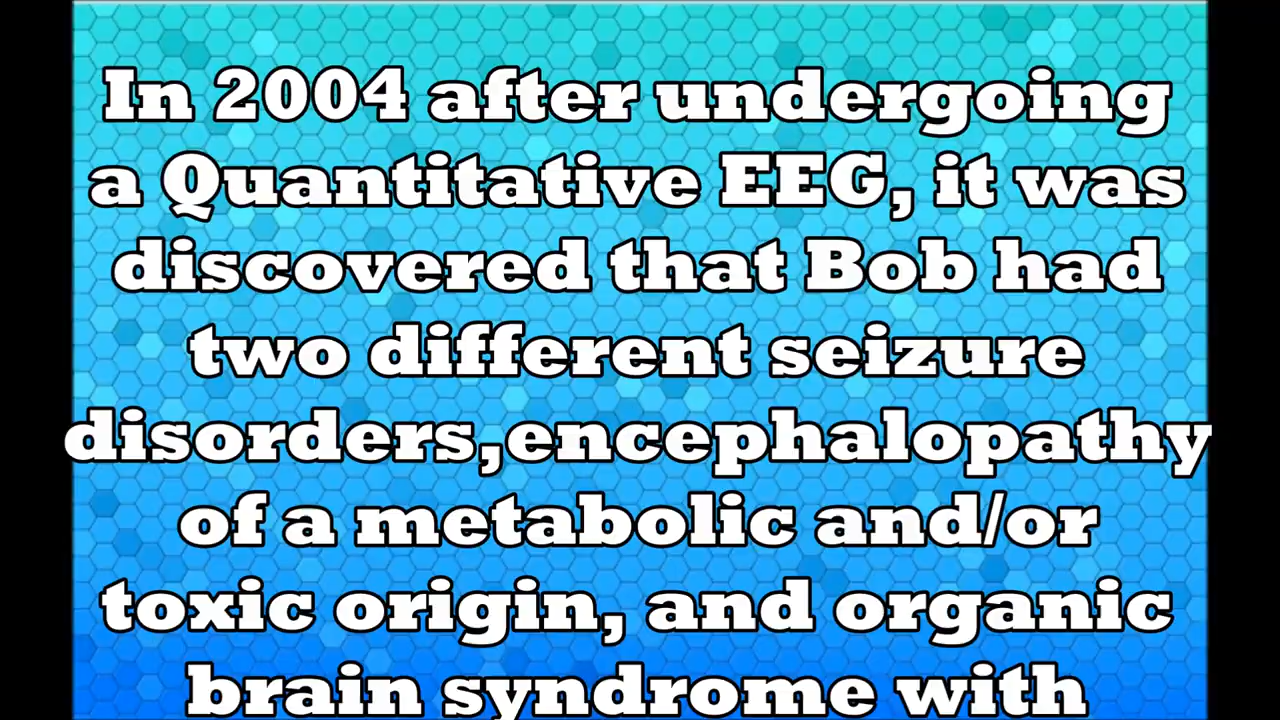 In 2004 after undergoing
a Quantitative EEG, it was
discovered that Bob had
two different seizure
disorders,encephalopathy
of a metabolic and/or
toxic origin, and organic
brain syndrome with